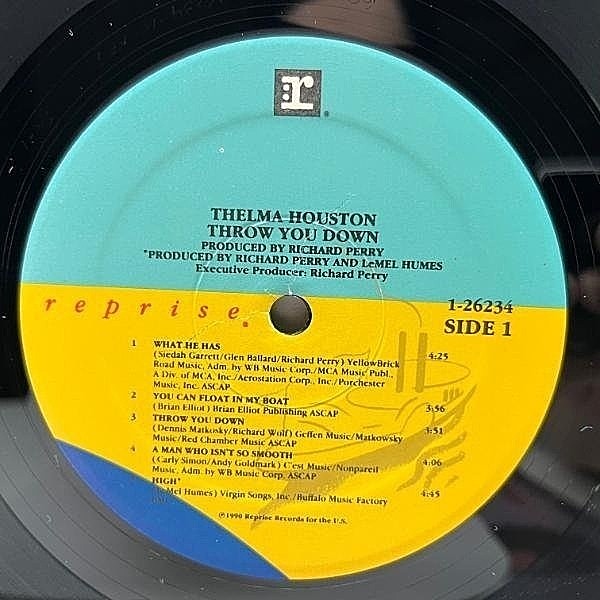 r
THELMA HOUSTON
THROW YOU DOWN
PRODUCED BY RICHARD PERRY
*PRODUCED BY RICHARD PERRY AND LeMEL HUMES
Executive Producer: Richard Perry
reprise
1-26234
SIDE 1
1 WHAT HE HAS
(Siedah Garrett/Glen Ballard/Richard Perry) YellowBrick 4:25
Road Music, Adm. by WB Music Corp./MCA Music Publ.,
A Div. of MCA, Inc./Aerostation Corp., Inc./Porchester
Music, Inc. ASCAP
2 YOU CAN FLOAT IN MY BOAT
(Brian Elliot) Brian Elliot Publishing ASCAP 3:56
3 THROW YOU DOWN
(Dennis Matkosky/Richard Wolf) Geffen Music/Matkowsky 3:51
Music/Red Chamber Music ASCAP
4 A MAN WHO ISN'T SO SMOOTH
(Carly Simon/Andy Goldmark) C'est Music/Nonpareil 4:06
Music, Adm. by WB Music Corp. ASCAP
HIGH*
Mel Humes) Virgin Songs, Inc./Buffalo Music Factory 4:45
℗1990 Reprise Records for the U.S.